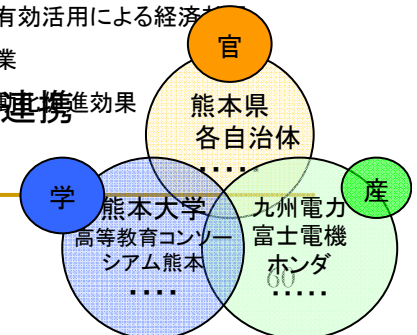 有効活用による経済
業
進効果
連携
官
熊本県
各自治体
.....
学
熊本大学
高等教育コンソー
シアム熊本
....
産
九州電力
富士電機
ホンダ
60
.....